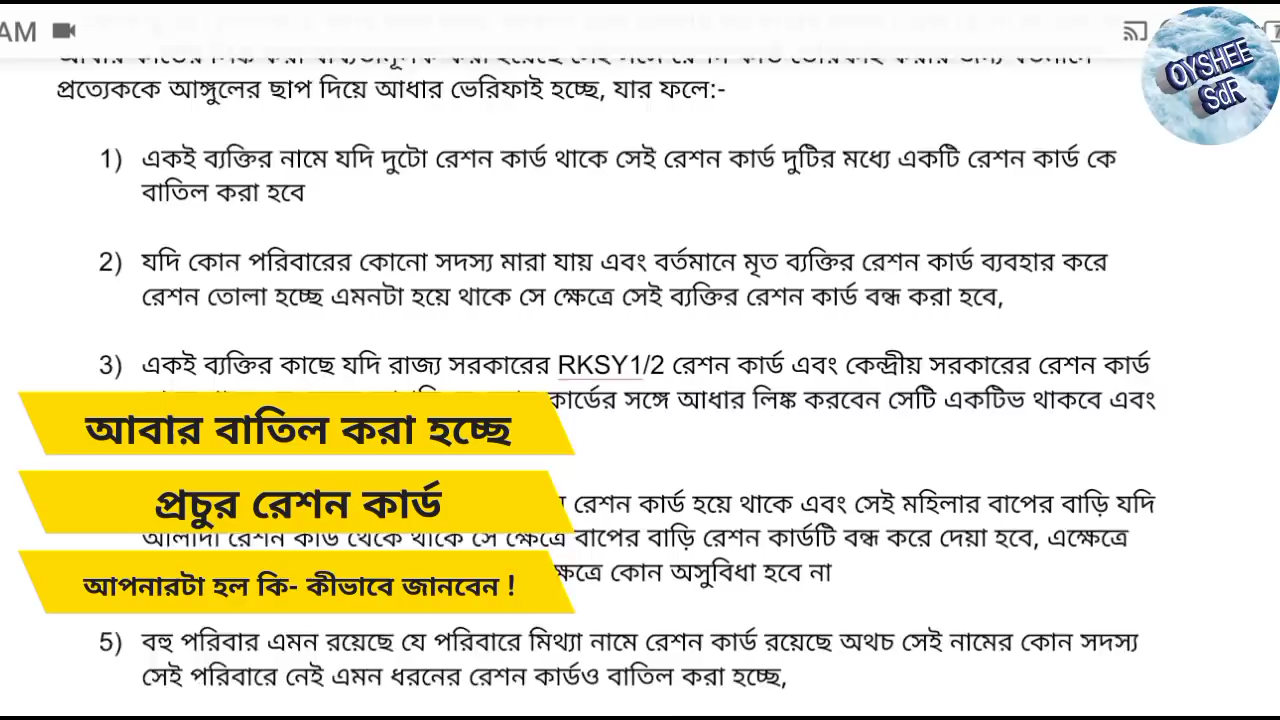 AM
OYSHEE
SdR
প্রত্যেককে আঙ্গুলের ছাপ দিয়ে আধার ভেরিফাই হচ্ছে, যার ফলে:-
1) একই ব্যক্তির নামে যদি দুটো রেশন কার্ড থাকে সেই রেশন কার্ড দুটির মধ্যে একটি রেশন কার্ড কে
বাতিল করা হবে
2) যদি কোন পরিবারের কোনো সদস্য মারা যায় এবং বর্তমানে মৃত ব্যক্তির রেশন কার্ড ব্যবহার করে
রেশন তোলা হচ্ছে এমনটা হয়ে থাকে সে ক্ষেত্রে সেই ব্যক্তির রেশন কার্ড বন্ধ করা হবে,
3) একই ব্যক্তির কাছে যদি রাজ্য সরকারের RKSY1/2 রেশন কার্ড এবং কেন্দ্রীয় সরকারের রেশন কার্ড
কার্ডের সঙ্গে আধার লিঙ্ক করবেন সেটি একটিভ থাকবে এবং
আবার বাতিল করা হচ্ছে
প্রচুর রেশন কার্ড
রেশন কার্ড হয়ে থাকে এবং সেই মহিলার বাপের বাড়ি যদি
আলাদা রেশন কার্ড থেকে থাকে সে ক্ষেত্রে বাপের বাড়ি রেশন কার্ডটি বন্ধ করে দেয়া হবে, এক্ষেত্রে
আপনারটা হল কি- কীভাবে জানবেন !
কোন অসুবিধা হবে না
5) বহু পরিবার এমন রয়েছে যে পরিবারে মিথ্যা নামে রেশন কার্ড রয়েছে অথচ সেই নামের কোন সদস্য
সেই পরিবারে নেই এমন ধরনের রেশন কার্ডও বাতিল করা হচ্ছে,